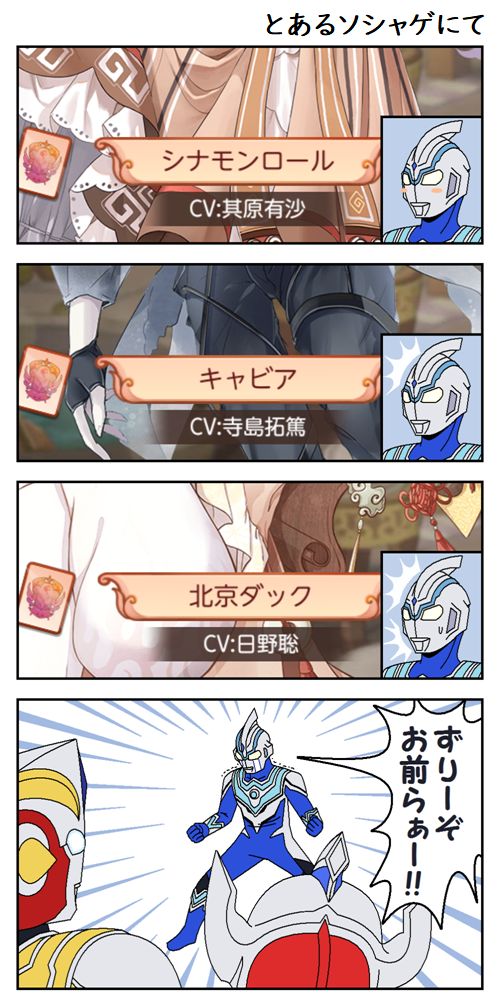 とあるソシャゲにて
シナモンロール
CV:其原有沙
キャビア
CV:寺島拓篤
北京ダック
CV:日野聡
ずりーぞ
お前らぁー!!